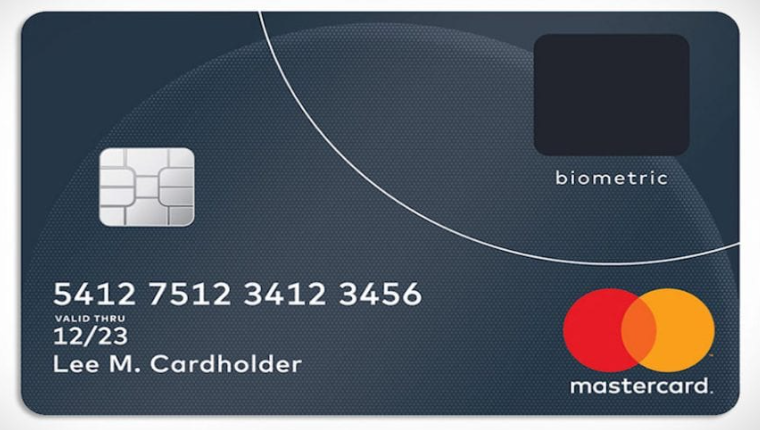 biometric
5412 7512 3412 3456
VALID THRU
12/23
Lee M. Cardholder
mastercard.